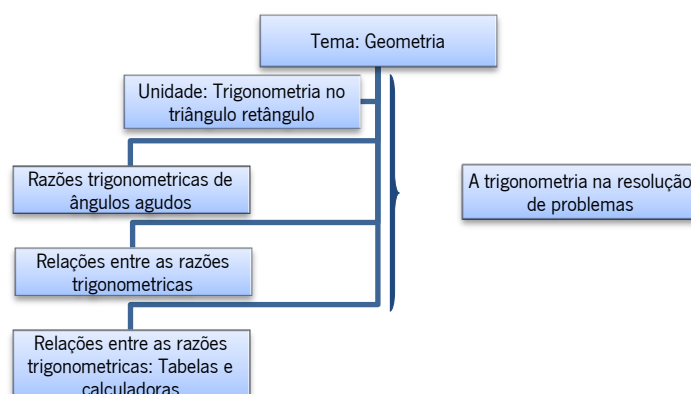 Tema: Geometria
Unidade: Trigonometria no
triângulo retângulo
Razões trigonometricas de
ângulos agudos
A trigonometria na resolução
de problemas
Relações entre as razões
trigonometricas
Relações entre as razões
trigonometricas: Tabelas e
calculadoras